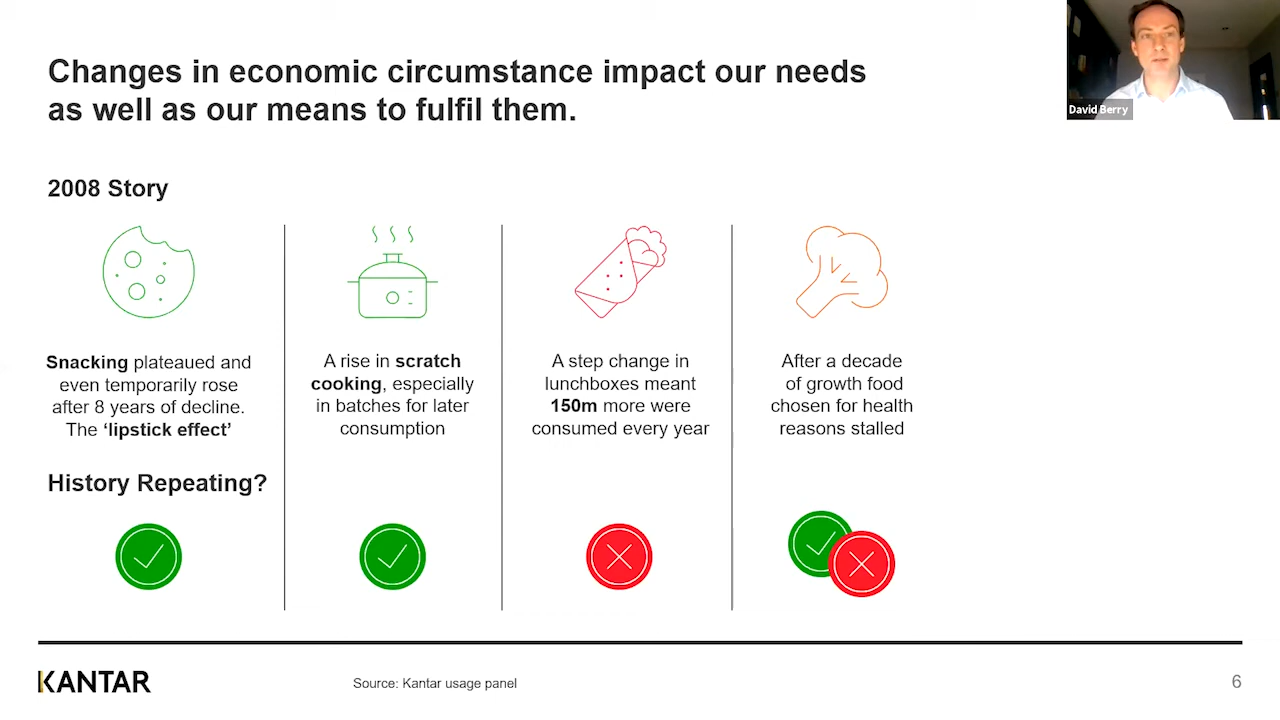 Changes in economic circumstance impact our needs
as well as our means to fulfil them.
David Berry
2008 Story
Snacking plateaued and
even temporarily rose
after 8 years of decline.
The ‘lipstick effect’
A rise in scratch
cooking, especially
in batches for later
consumption
A step change in
lunchboxes meant
150m more were
consumed every year
After a decade
of growth food
chosen for health
reasons stalled
History Repeating?
KANTAR
Source: Kantar usage panel
6